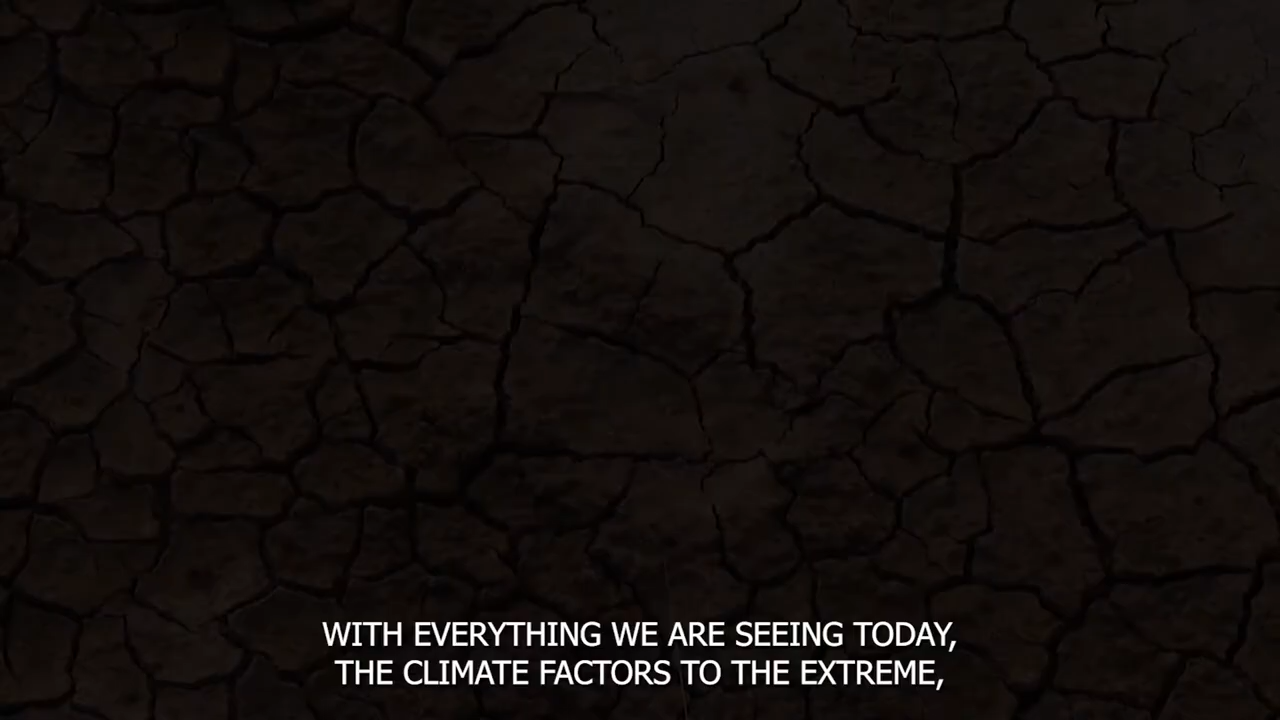 WITH EVERYTHING WE ARE SEEING TODAY,
THE CLIMATE FACTORS TO THE EXTREME,